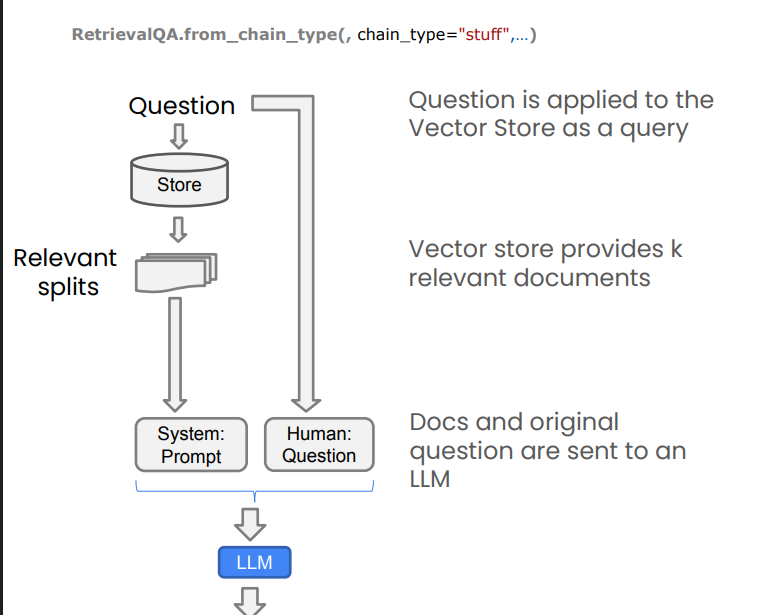 RetrievalQA.from_chain_type(, chain_type="stuff",...)
Question
Question is applied to the
Vector Store as a query
Store
Relevant
splits
Vector store provides k
relevant documents
System:
Prompt
Human:
Question
Docs and original
question are sent to an
LLM
LLM